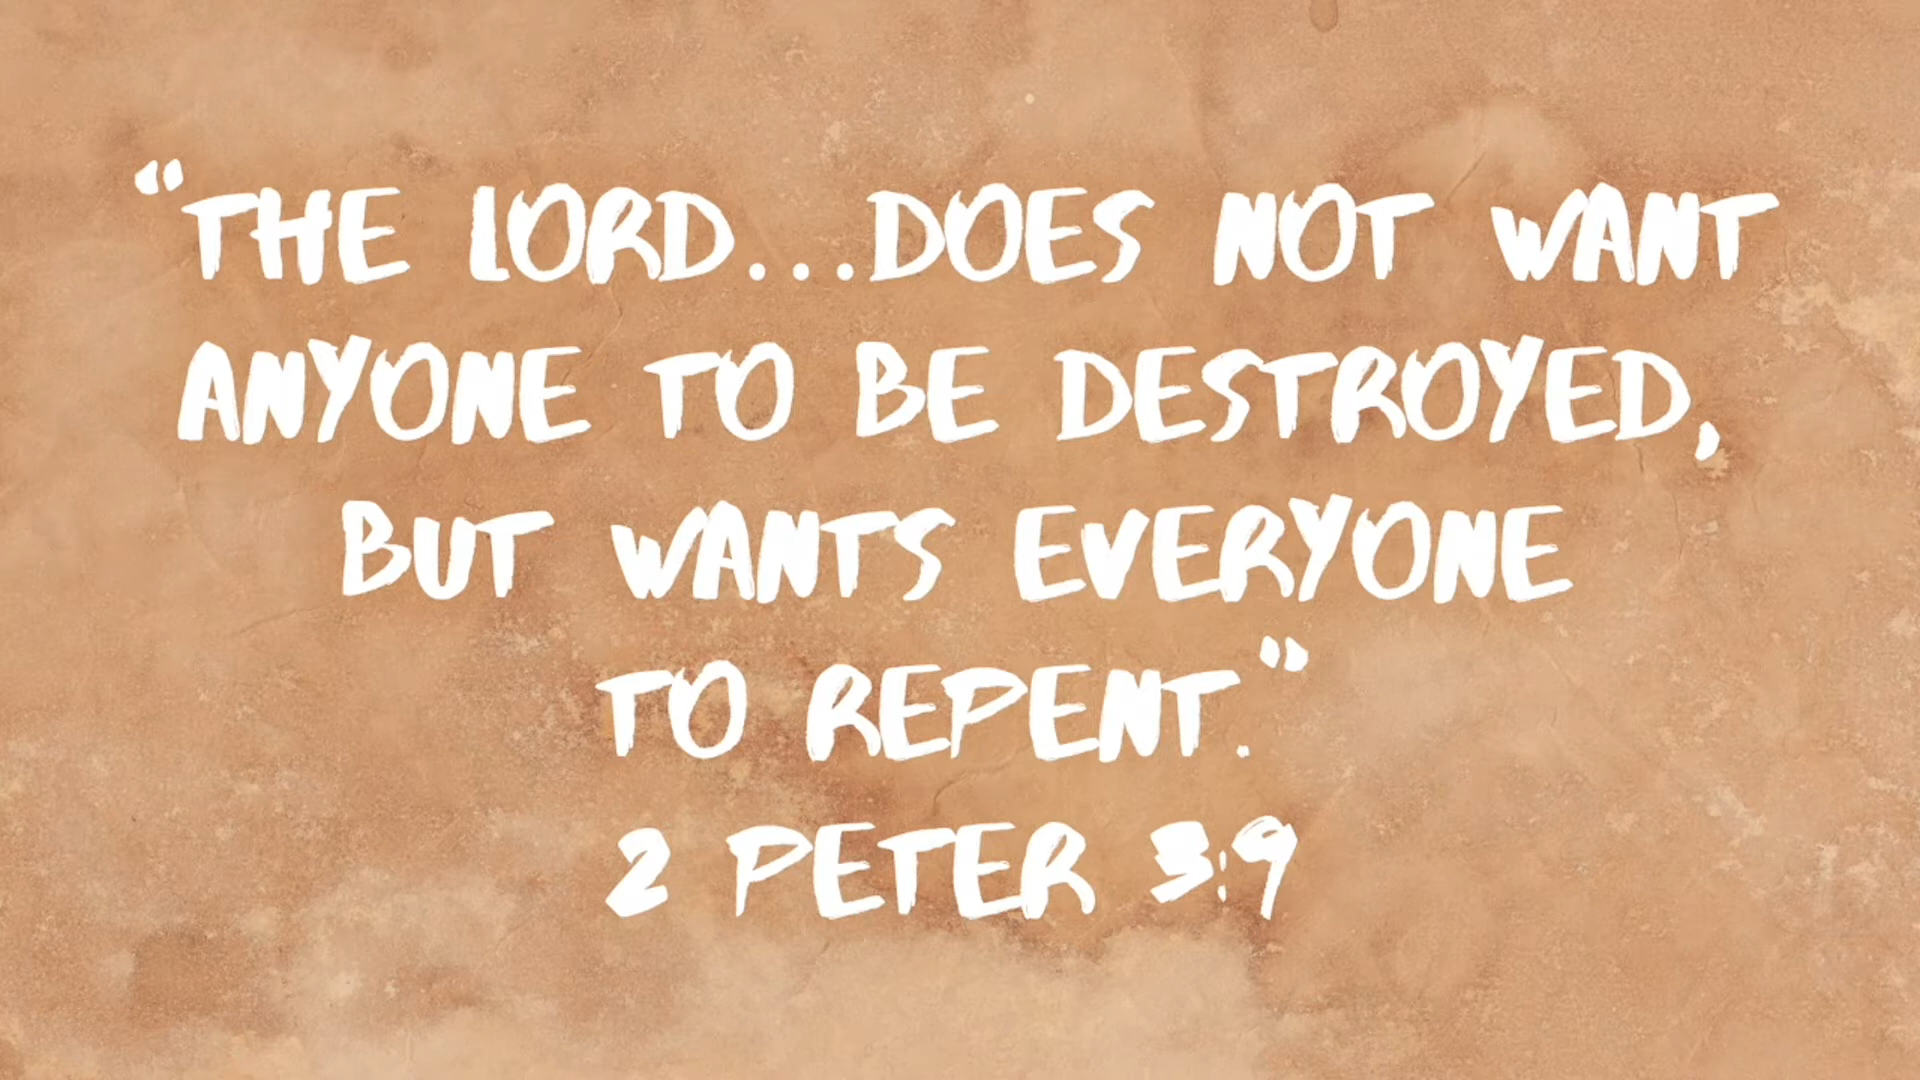 “THE LORD...DOES NOT WANT
ANYONE TO BE DESTROYED,
BUT WANTS EVERYONE
TO REPENT.”
2 PETER 3:9